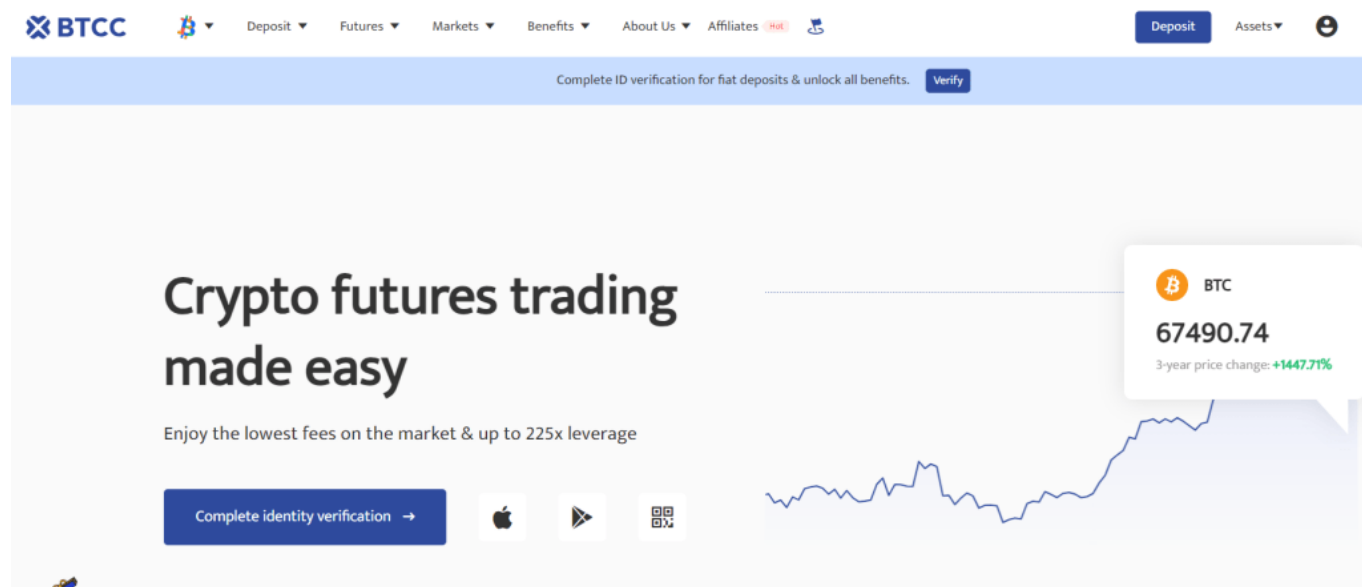 BTCC
Deposit Futures Markets Benefits About Us Affiliates Hot Deposit Assets
Complete ID verification for fiat deposits & unlock all benefits. Verify
Crypto futures trading
made easy
Enjoy the lowest fees on the market & up to 225x leverage
Complete identity verification →
BTC
67490.74
3-year price change: +1447.71%